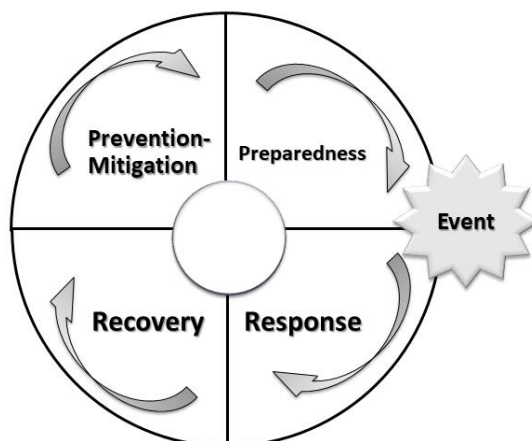 Prevention-
Mitigation
Preparedness
Event
Recovery
Response